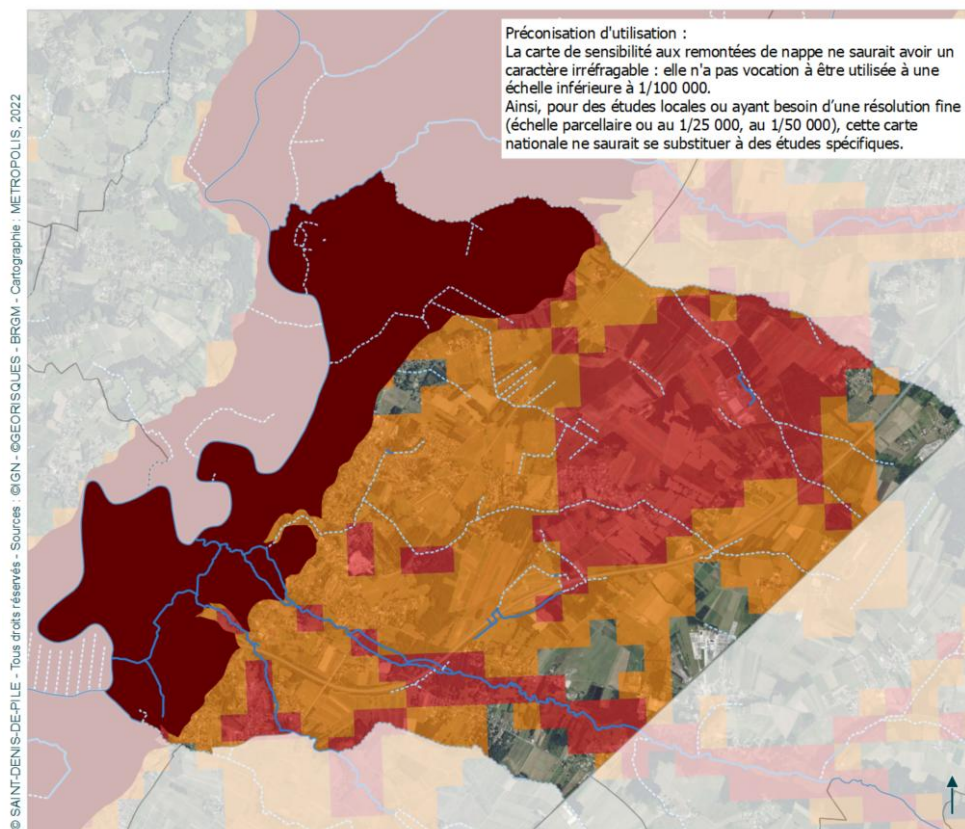 Préconisation d'utilisation :
La carte de sensibilité aux remontées de nappe ne saurait avoir un
caractère irréfragable : elle n'a pas vocation à être utilisée à une
échelle inférieure à 1/100 000.
Ainsi, pour des études locales ou ayant besoin d'une résolution fine
(échelle parcellaire ou au 1/25 000, au 1/50 000), cette carte
nationale ne saurait se substituer à des études spécifiques.
© SAINT-DENIS-DE-PILE - Tous droits réservés - Sources : ©IGN - ©GEORISQUES - BRGM - Cartographie : METROPOLIS, 2022